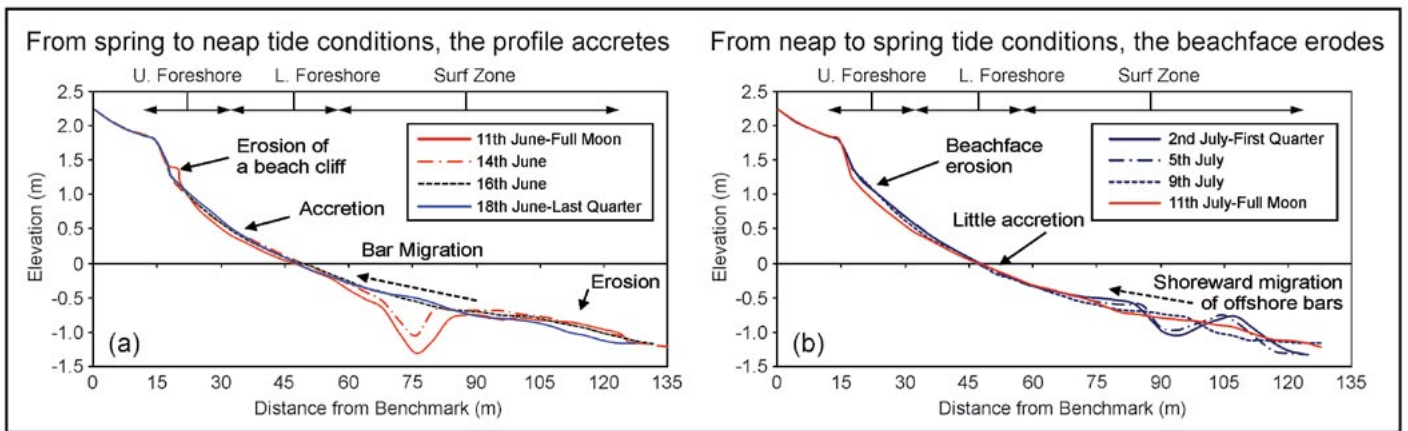 From spring to neap tide conditions, the profile accretes
U. Foreshore L. Foreshore Surf Zone
2.5
2.0
1.5
1.0
0.5
0
-0.5
-1.0
-1.5
Elevation (m)
Erosion of
a beach cliff
Accretion
Bar Migration
Erosion
11th June-Full Moon
14th June
16th June
18th June-Last Quarter
(a)
0 15 30 45 60 75 90 105 120 135
Distance from Benchmark (m)
From neap to spring tide conditions, the beachface erodes
U. Foreshore L. Foreshore Surf Zone
2.5
2.0
1.5
1.0
0.5
0
-0.5
-1.0
-1.5
Elevation (m)
Beachface
erosion
Little accretion
Shoreward migration
of offshore bars
2nd July-First Quarter
5th July
9th July
11th July-Full Moon
(b)
0 15 30 45 60 75 90 105 120 135
Distance from Benchmark (m)